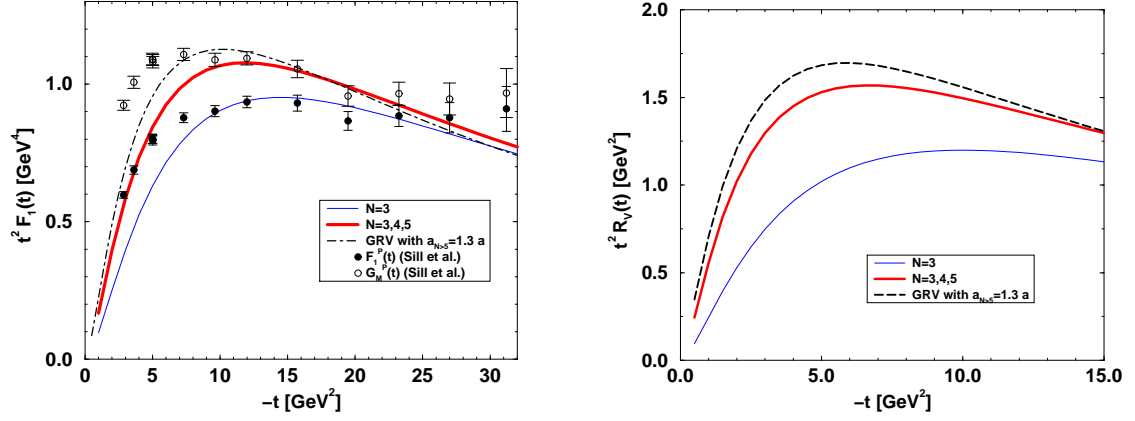 t² F₁(t) [GeV⁴]
1.0
0.5
0.0
0 5 10 15 20 25 30
−t [GeV²]
N=3
N=3,4,5
GRV with a_{N>5}=1.3 a
F₁^P(t) (Sill et al.)
G_M^P(t) (Sill et al.)
t² R_V(t) [GeV²]
2.0
1.5
1.0
0.5
0.0
0.0 5.0 10.0 15.0
−t [GeV²]
N=3
N=3,4,5
GRV with a_{N>5}=1.3 a